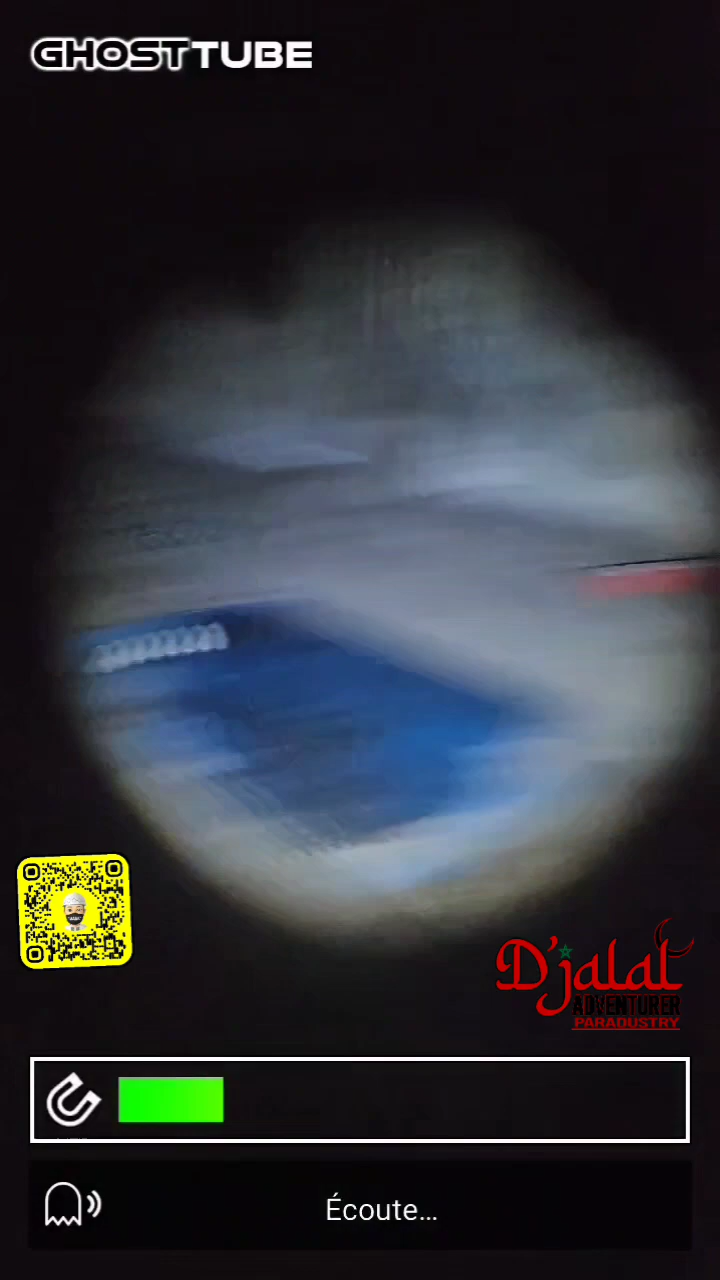 GHOSTTUBE
D'jalal
ADVENTURER
PARADUSTRY
Écoute…